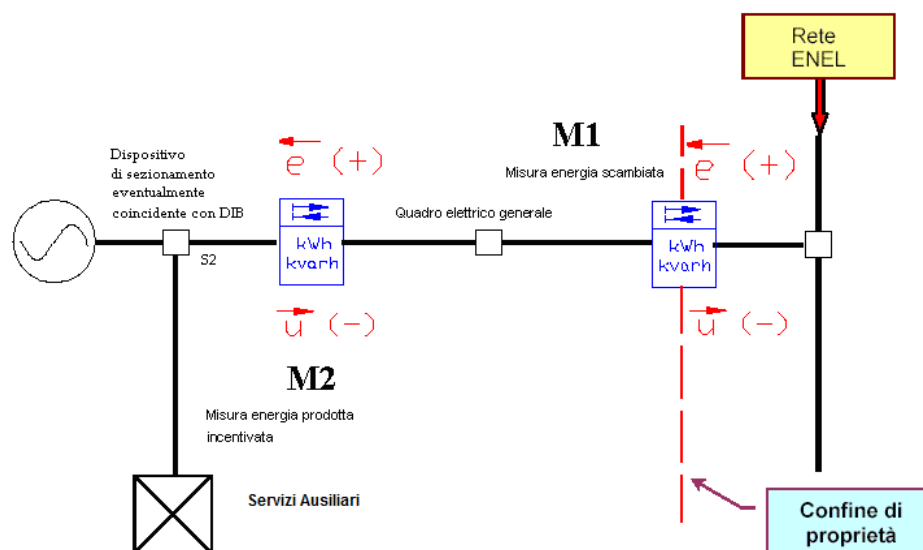 Rete
ENEL
M1
Misura energia scambiata
e (+)
e (+)
Dispositivo
di sezionamento
eventualmente
coincidente con DIB
Quadro elettrico generale
S2
kWh
kvarh
kWh
kvarh
u (-)
u (-)
M2
Misura energia prodotta
incentivata
Servizi Ausiliari
Confine di
proprietà